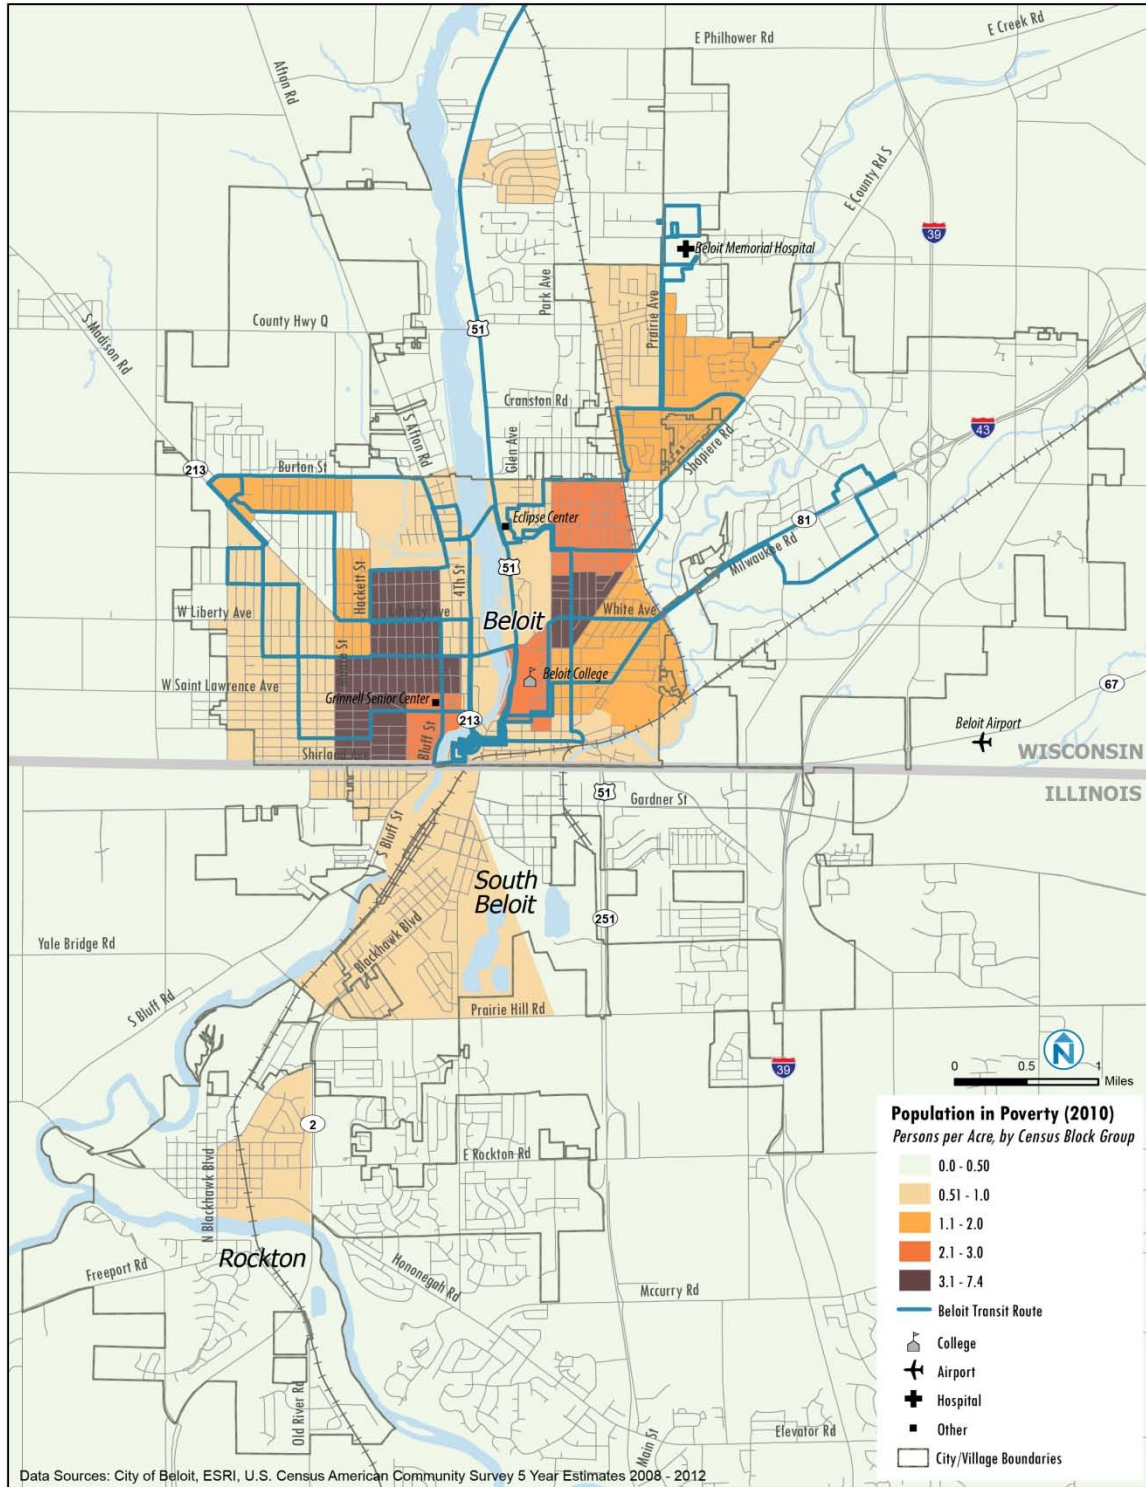 E Creek Rd
E Philhower Rd
Afton Rd
E County Rd S
39
Beloit Memorial Hospital
Park Ave
Prairie Ave
S Madison Rd
County Hwy Q
51
Cranston Rd
S Afton Rd
Glen Ave
43
Shopiere Rd
213
Burton St
Eclipse Center
81
Milwaukee Rd
51
4Th St
Hackett St
W Liberty Ave
Liberty Ave
Beloit
White Ave
W Saint Lawrence Ave
Beloit College
Grinnell Senior Center
67
213
Bluff St
Beloit Airport
Shirland Ave
WISCONSIN
ILLINOIS
51
Gardner St
S Bluff St
South
Beloit
251
Blackhawk Blvd
Yale Bridge Rd
S Bluff Rd
Prairie Hill Rd
N
0 0.5 1
Miles
39
2
E Rockton Rd
N Blackhawk Blvd
Rockton
Freeport Rd
Hononegah Rd
Mccurry Rd
Old River Rd
Main St
Elevator Rd
Population in Poverty (2010)
Persons per Acre, by Census Block Group
0.0 - 0.50
0.51 - 1.0
1.1 - 2.0
2.1 - 3.0
3.1 - 7.4
Beloit Transit Route
College
Airport
Hospital
Other
City/Village Boundaries
Data Sources: City of Beloit, ESRI, U.S. Census American Community Survey 5 Year Estimates 2008 - 2012